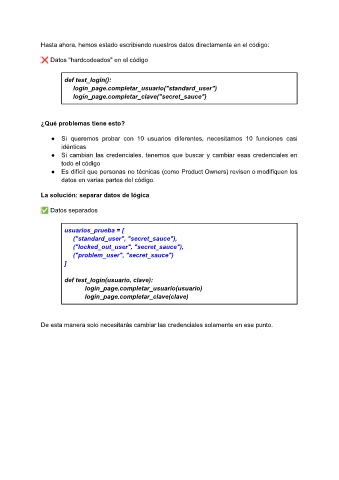 Hasta ahora, hemos estado escribiendo nuestros datos directamente en el código:
❌ Datos "hardcodeados" en el código
def test_login():
login_page.completar_usuario("standard_user")
login_page.completar_clave("secret_sauce")
¿Qué problemas tiene esto?
● Si queremos probar con 10 usuarios diferentes, necesitamos 10 funciones casi
idénticas
● Si cambian las credenciales, tenemos que buscar y cambiar esas credenciales en
todo el código
● Es difícil que personas no técnicas (como Product Owners) revisen o modifiquen los
datos en varias partes del código.
La solución: separar datos de lógica
✅ Datos separados
usuarios_prueba = [
("standard_user", "secret_sauce"),
("locked_out_user", "secret_sauce"),
("problem_user", "secret_sauce")
]
def test_login(usuario, clave):
login_page.completar_usuario(usuario)
login_page.completar_clave(clave)
De esta manera solo necesitarás cambiar las credenciales solamente en ese punto.